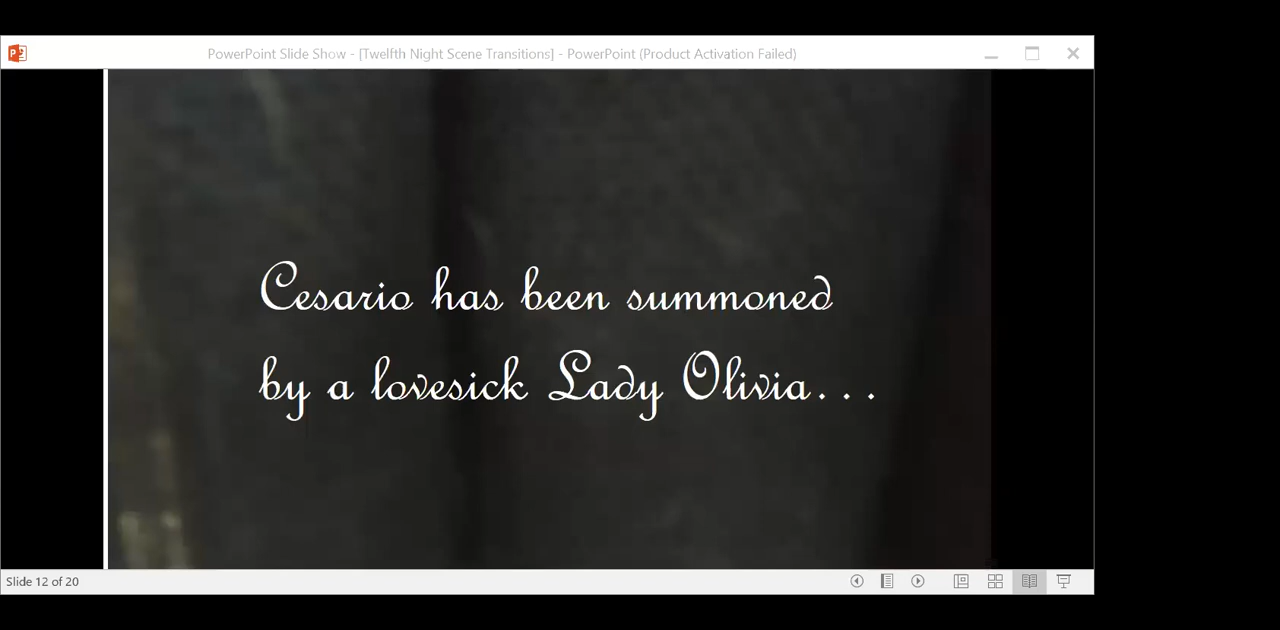 PowerPoint Slide Show - [Twelfth Night Scene Transitions] - PowerPoint (Product Activation Failed)
Cesario has been summoned
by a lovesick Lady Olivia...
Slide 12 of 20